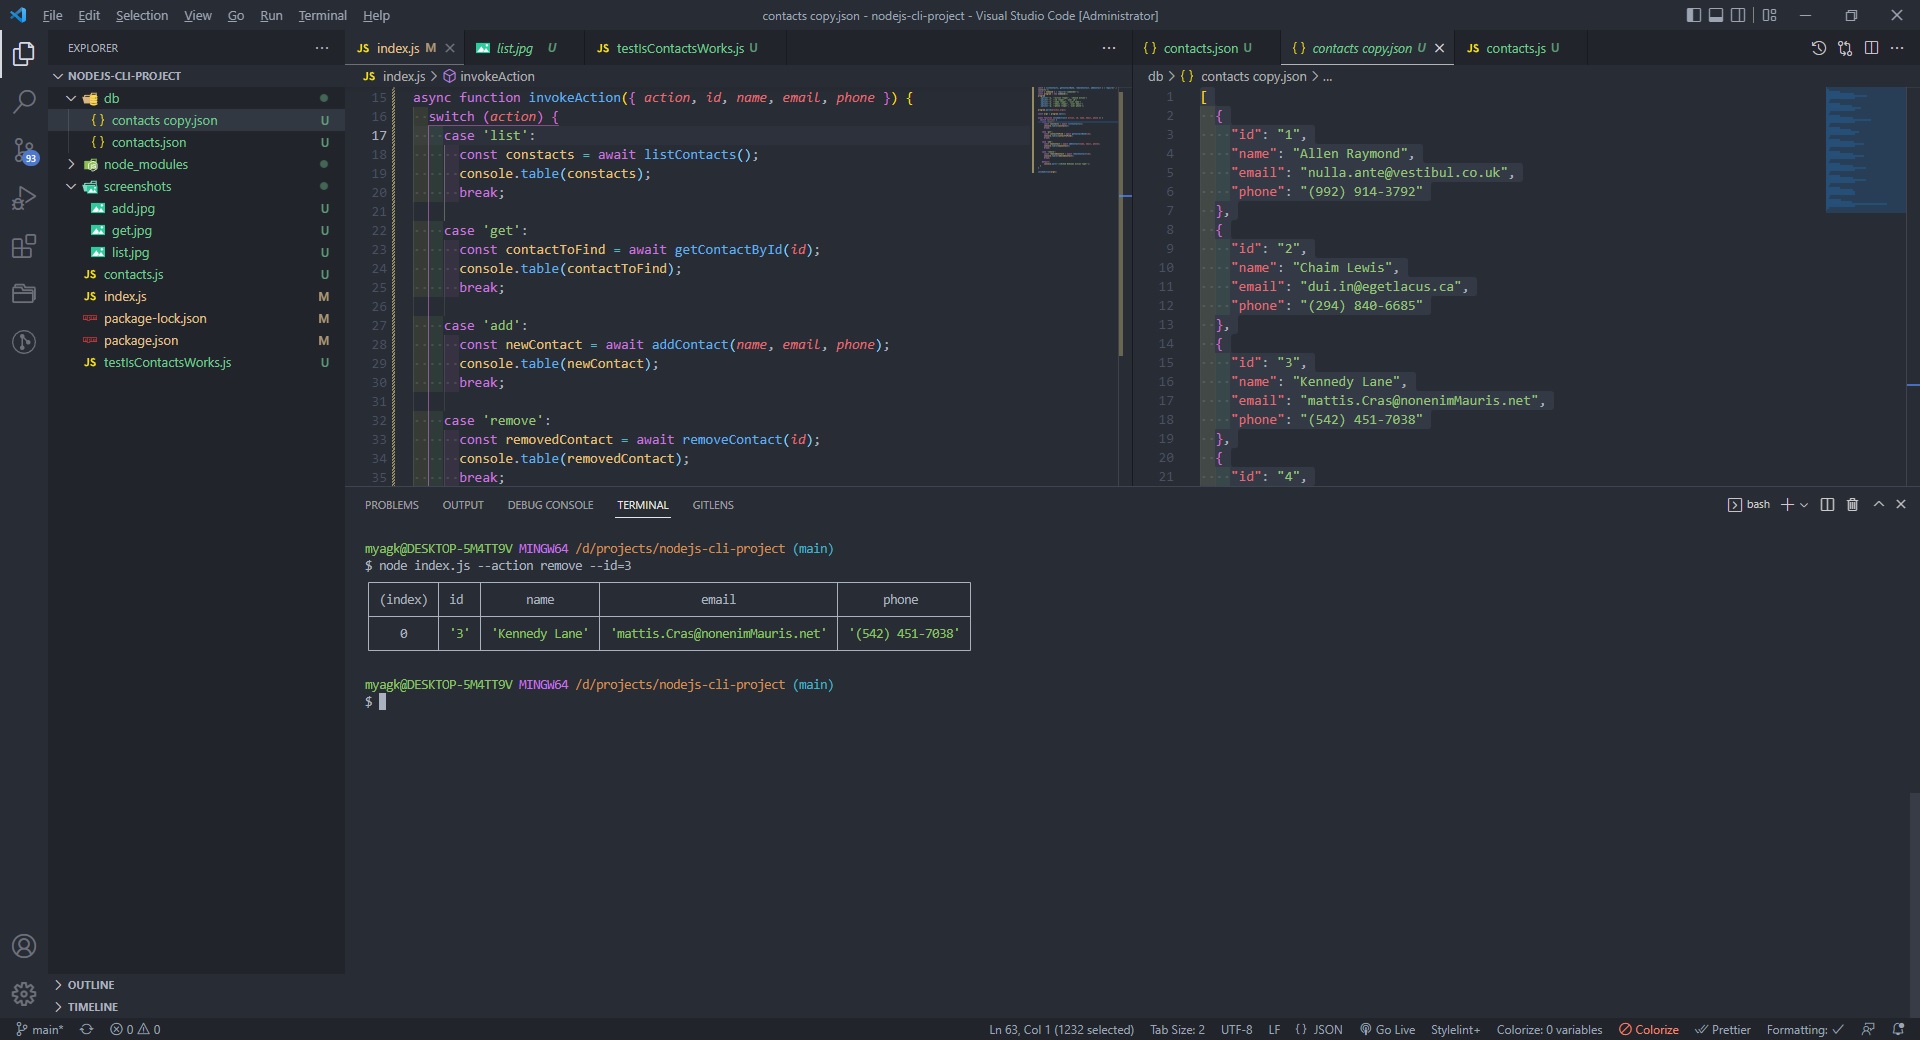 File Edit Selection View Go Run Terminal Help
contacts copy.json - nodejs-cli-project - Visual Studio Code [Administrator]
EXPLORER
NODEJS-CLI-PROJECT
db
contacts copy.json U
contacts.json U
node_modules
screenshots
add.jpg U
get.jpg U
list.jpg U
JS contacts.js U
JS index.js M
package-lock.json M
package.json M
JS testIsContactsWorks.js U
93
OUTLINE
TIMELINE
JS index.js M
list.jpg U
JS testIsContactsWorks.js U
JS index.js > invokeAction
15 async function invokeAction({ action, id, name, email, phone }) {
16 switch (action) {
17 case 'list':
18 const constacts = await listContacts();
19 console.table(constacts);
20 break;
21
22 case 'get':
23 const contactToFind = await getContactById(id);
24 console.table(contactToFind);
25 break;
26
27 case 'add':
28 const newContact = await addContact(name, email, phone);
29 console.table(newContact);
30 break;
31
32 case 'remove':
33 const removedContact = await removeContact(id);
34 console.table(removedContact);
35 break;
{ } contacts.json U
{ } contacts copy.json U
JS contacts.js U
db > { } contacts copy.json > ...
1 [
2 {
3 "id": "1",
4 "name": "Allen Raymond",
5 "email": "nulla.ante@vestibul.co.uk",
6 "phone": "(992) 914-3792"
7 },
8 {
9 "id": "2",
10 "name": "Chaim Lewis",
11 "email": "dui.in@egetlacus.ca",
12 "phone": "(294) 840-6685"
13 },
14 {
15 "id": "3",
16 "name": "Kennedy Lane",
17 "email": "mattis.Cras@nonenimMauris.net",
18 "phone": "(542) 451-7038"
19 },
20 {
21 "id": "4",
PROBLEMS OUTPUT DEBUG CONSOLE TERMINAL GITLENS
bash
myagk@DESKTOP-5M4TT9V MINGW64 /d/projects/nodejs-cli-project (main)
$ node index.js --action remove --id=3
(index) id name email phone
0 '3' 'Kennedy Lane' 'mattis.Cras@nonenimMauris.net' '(542) 451-7038'
myagk@DESKTOP-5M4TT9V MINGW64 /d/projects/nodejs-cli-project (main)
$
main* 0 0
Ln 63, Col 1 (1232 selected) Tab Size: 2 UTF-8 LF { } JSON Go Live Stylelint+ Colorize: 0 variables Colorize Prettier Formatting: